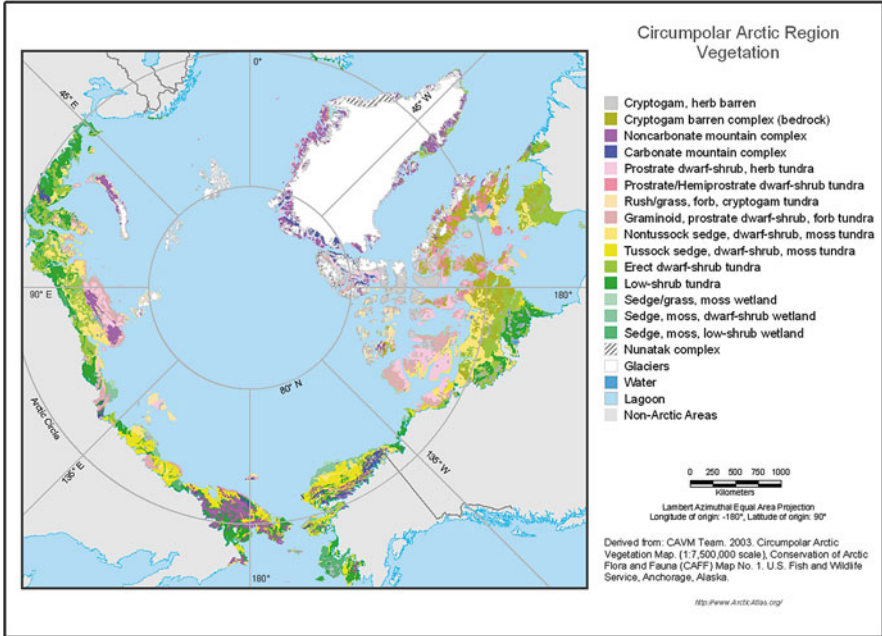 Circumpolar Arctic Region
Vegetation
Cryptogam, herb barren
Cryptogam barren complex (bedrock)
Noncarbonate mountain complex
Carbonate mountain complex
Prostrate dwarf-shrub, herb tundra
Prostrate/Hemiprostrate dwarf-shrub tundra
Rush/grass, forb, cryptogam tundra
Graminoid, prostrate dwarf-shrub, forb tundra
Nontussock sedge, dwarf-shrub, moss tundra
Tussock sedge, dwarf-shrub, moss tundra
Erect dwarf-shrub tundra
Low-shrub tundra
Sedge/grass, moss wetland
Sedge, moss, dwarf-shrub wetland
Sedge, moss, low-shrub wetland
Nunatak complex
Glaciers
Water
Lagoon
Non-Arctic Areas
0 250 500 750 1000
Kilometers
Lambert Azimuthal Equal Area Projection
Longitude of origin: -180°, Latitude of origin: 90°
Derived from: CAVM Team. 2003. Circumpolar Arctic
Vegetation Map. (1:7,500,000 scale), Conservation of Arctic
Flora and Fauna (CAFF) Map No. 1. U.S. Fish and Wildlife
Service, Anchorage, Alaska.
http://www.ArcticAtlas.org/
0°
45° E
45° W
90° E
180°
80° N
Arctic Circle
135° E
135° W
180°